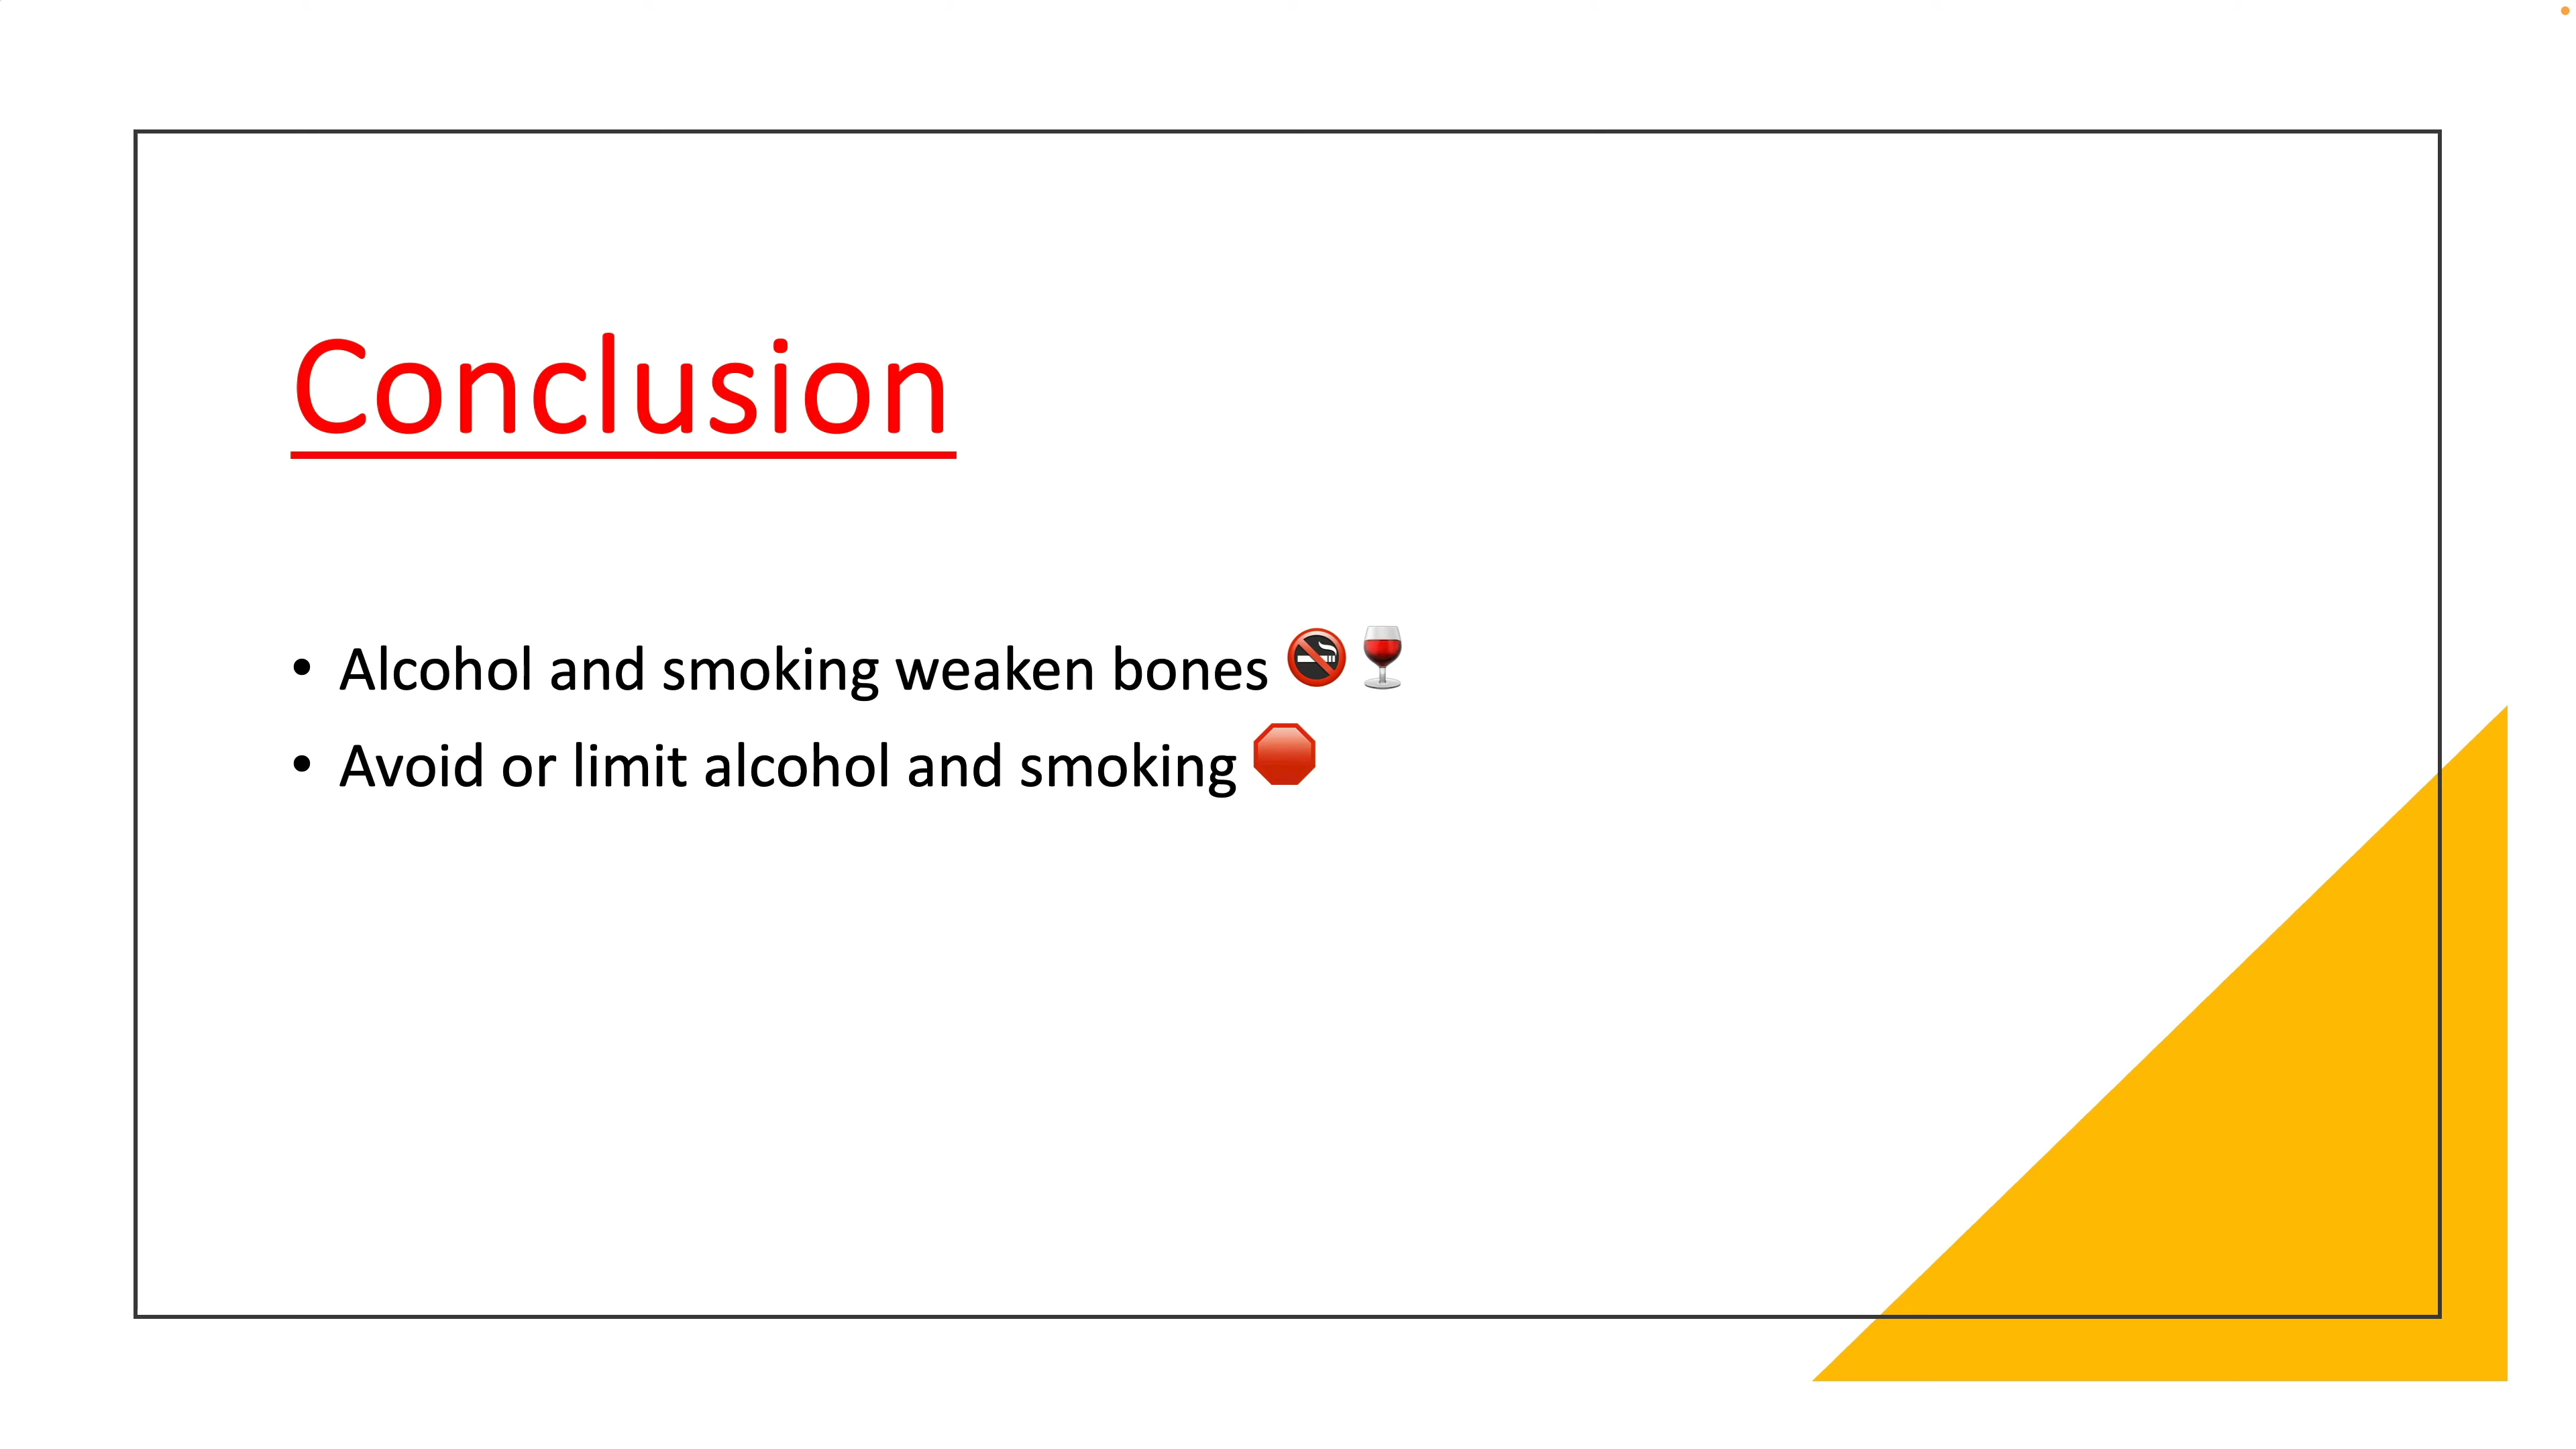 Conclusion
• Alcohol and smoking weaken bones 🚭🍷
• Avoid or limit alcohol and smoking 🛑